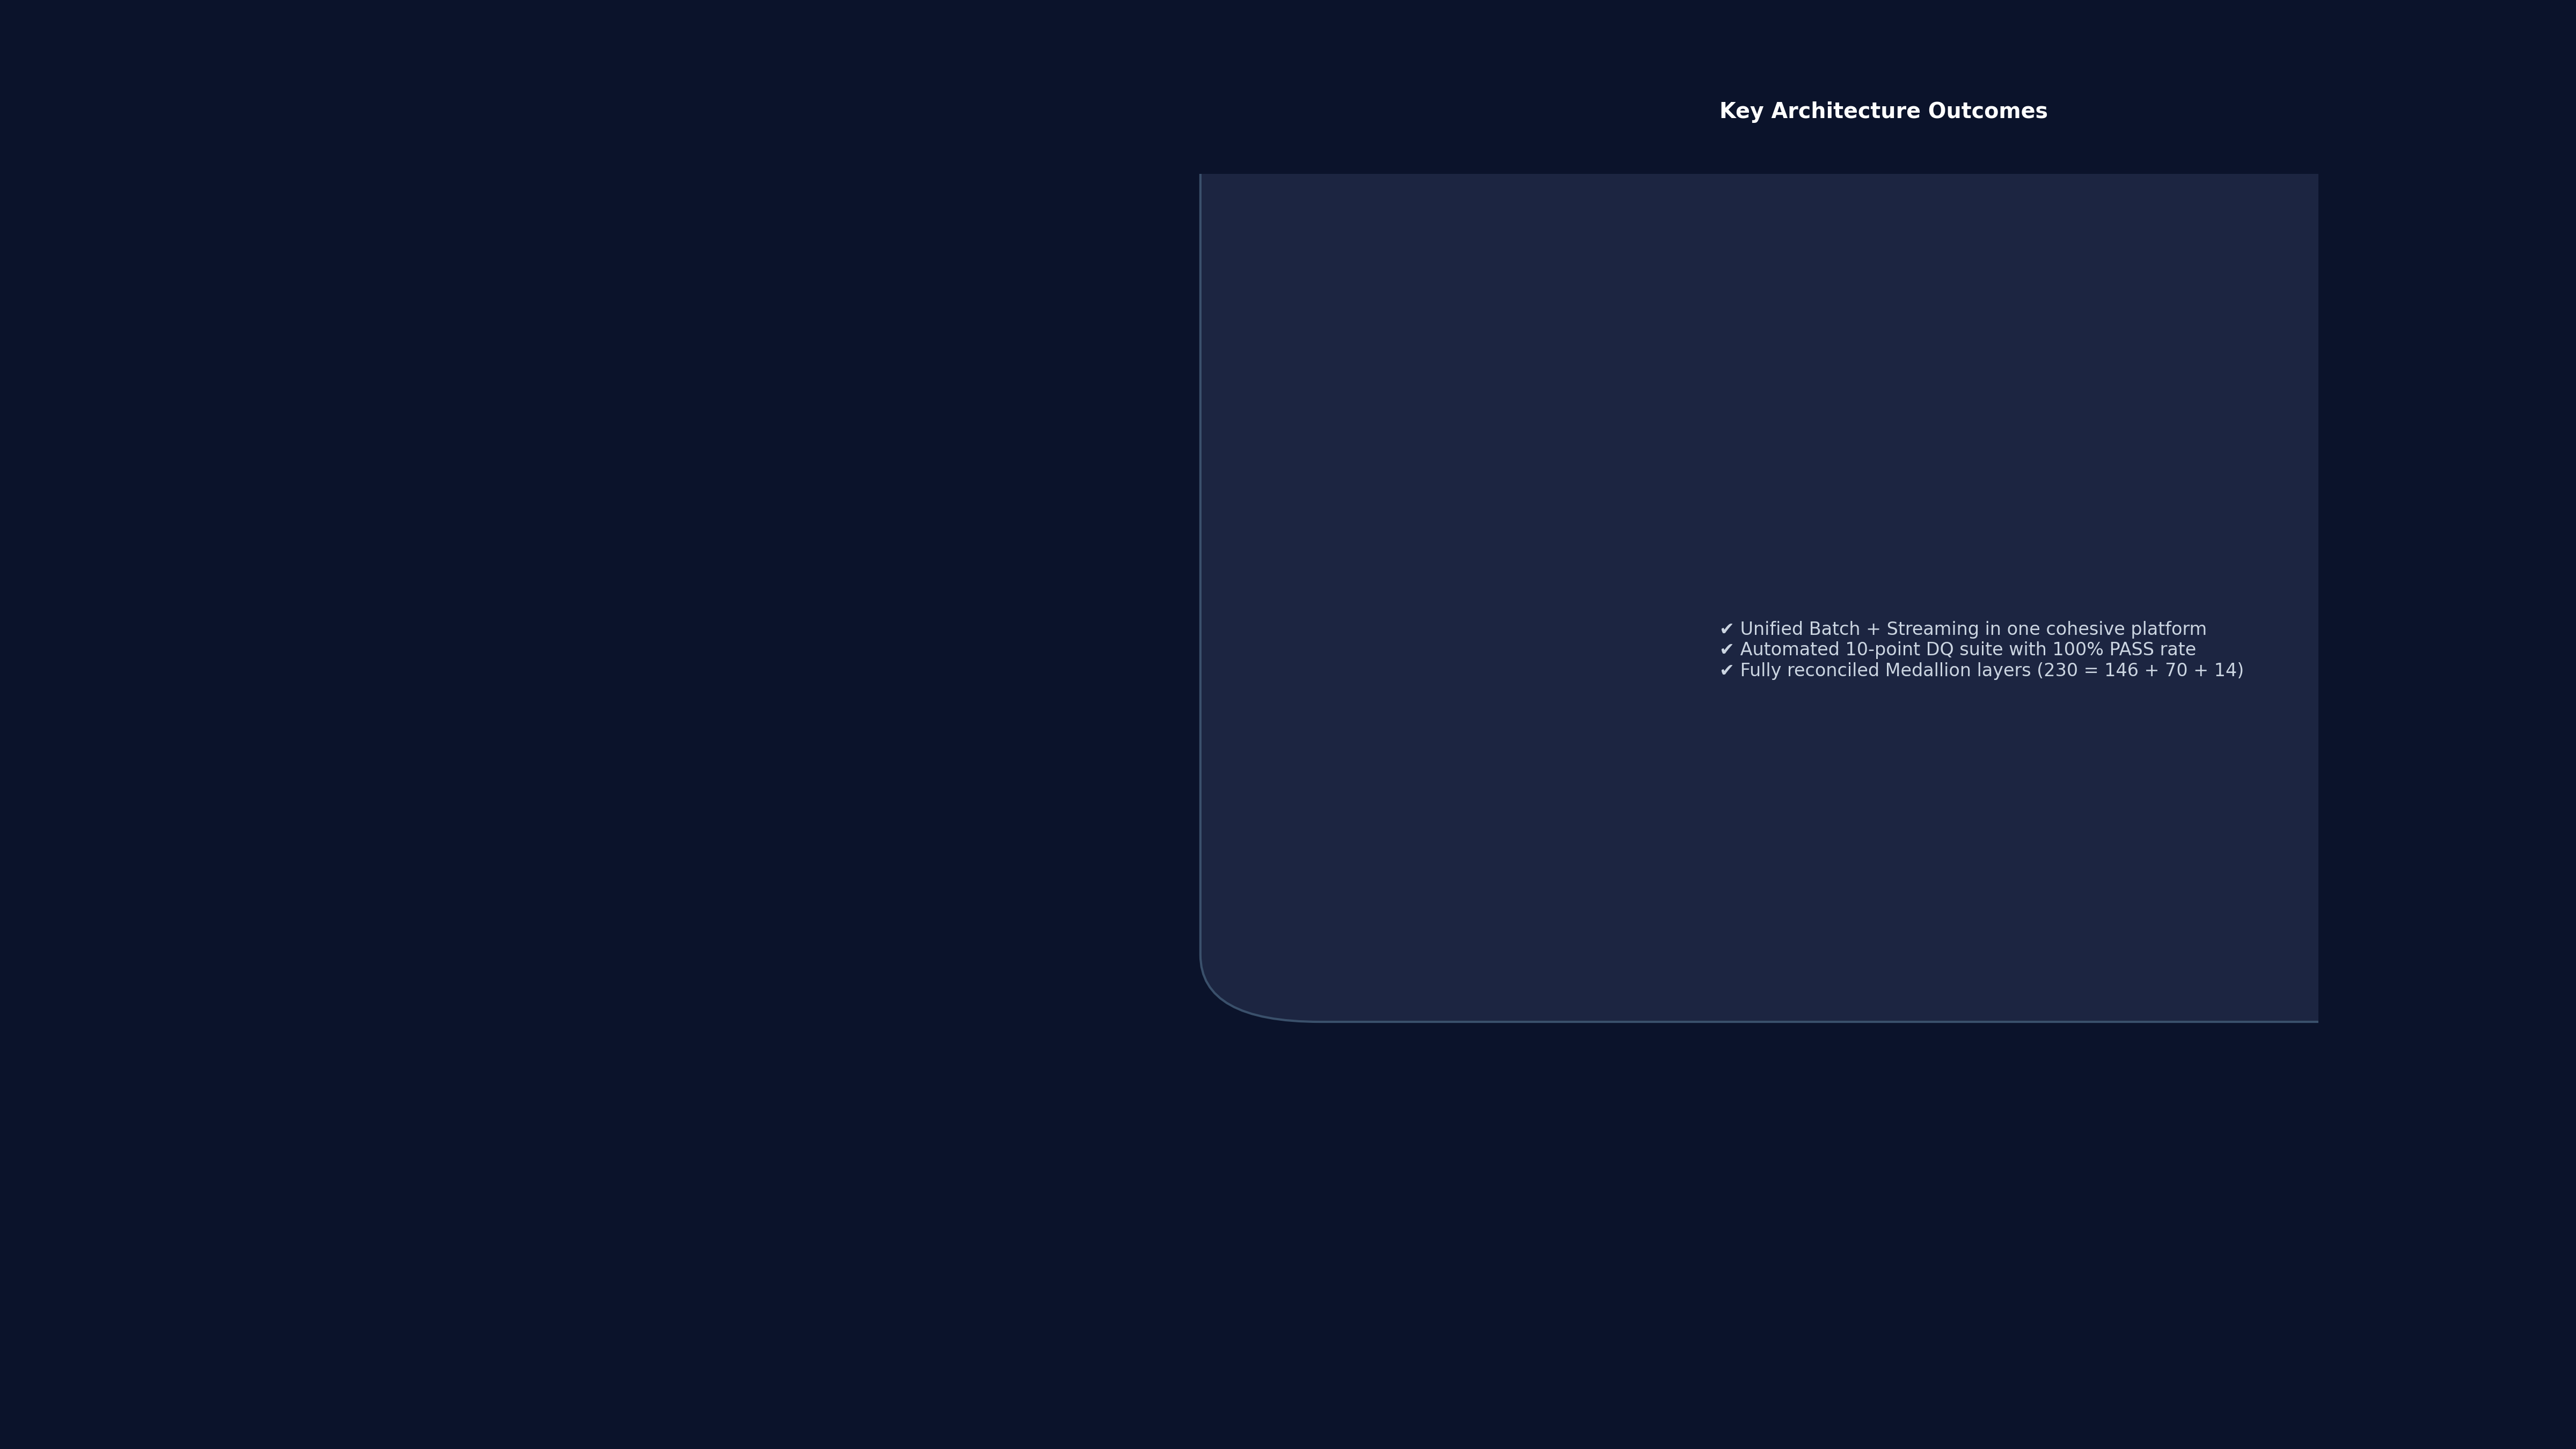 Key Architecture Outcomes
✔ Unified Batch + Streaming in one cohesive platform
✔ Automated 10-point DQ suite with 100% PASS rate
✔ Fully reconciled Medallion layers (230 = 146 + 70 + 14)